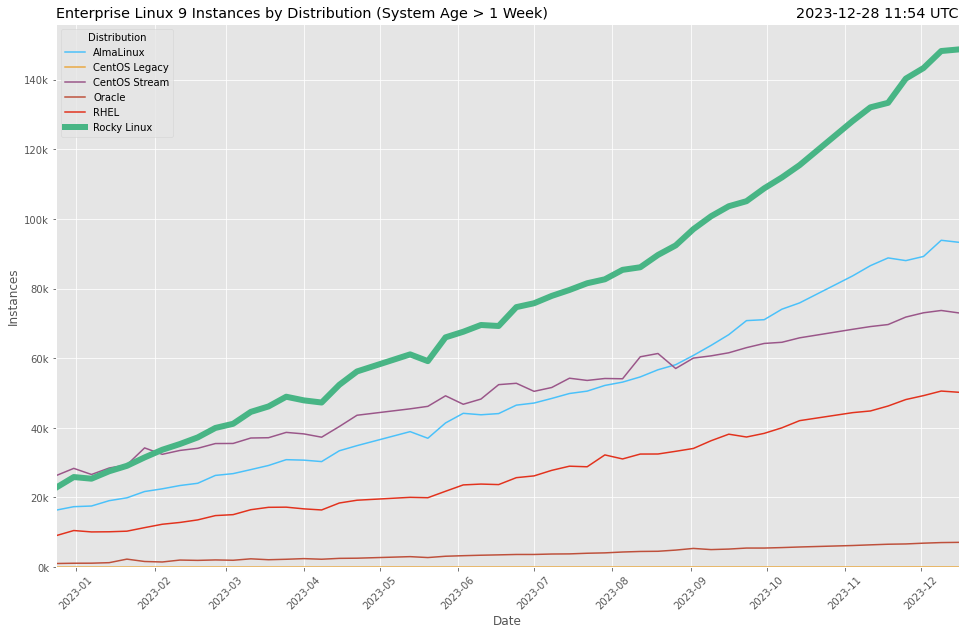 Enterprise Linux 9 Instances by Distribution (System Age > 1 Week)
2023-12-28 11:54 UTC
Distribution
AlmaLinux
CentOS Legacy
CentOS Stream
Oracle
RHEL
Rocky Linux
Instances
140k
120k
100k
80k
60k
40k
20k
0k
2023-01
2023-02
2023-03
2023-04
2023-05
2023-06
2023-07
2023-08
2023-09
2023-10
2023-11
2023-12
Date